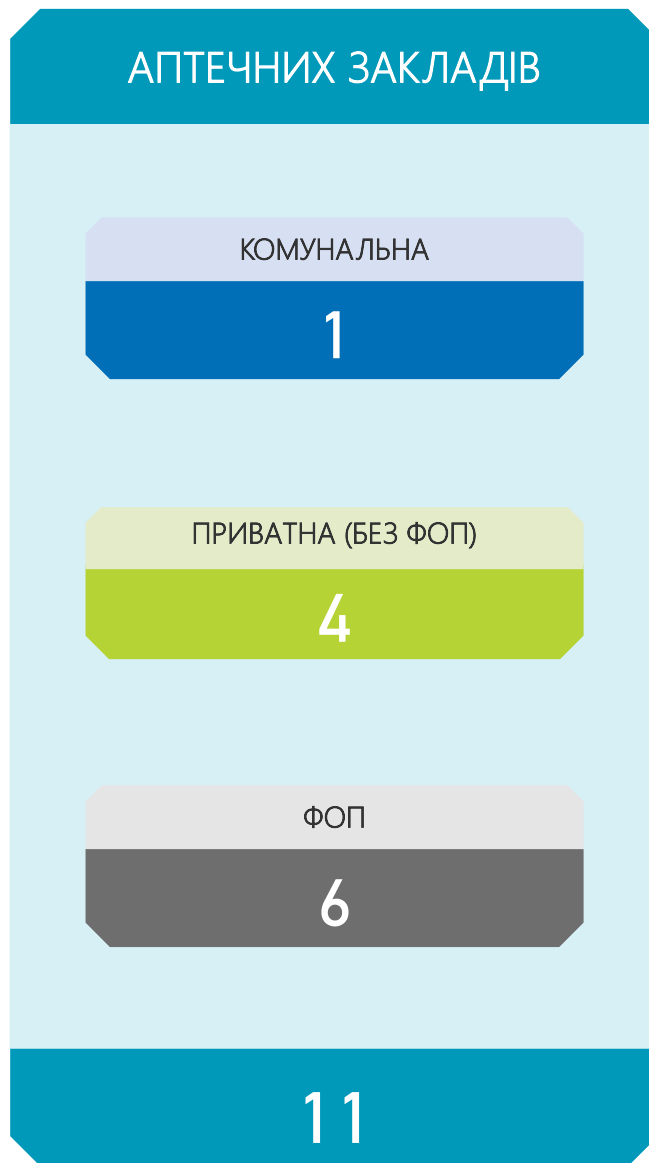 АПТЕЧНИХ ЗАКЛАДІВ
КОМУНАЛЬНА
1
ПРИВАТНА (БЕЗ ФОП)
4
ФОП
6
11